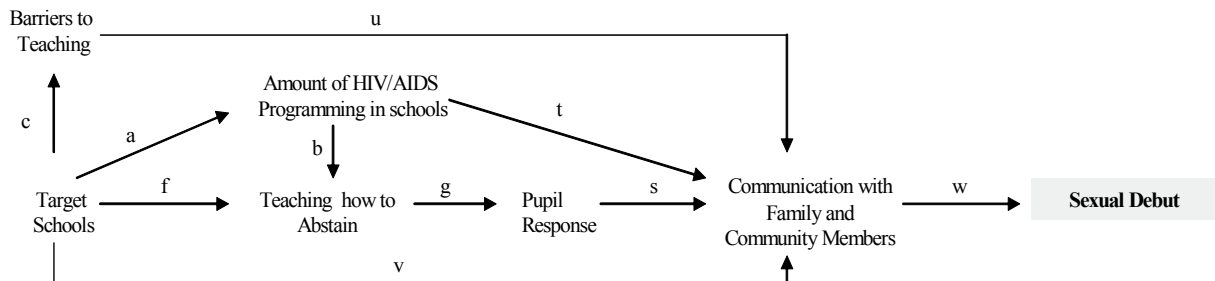 Barriers to
Teaching
u
Amount of HIV/AIDS
Programming in schools
c
a
t
b
Target
Schools
f
Teaching how to
Abstain
g
Pupil
Response
s
Communication with
Family and
Community Members
w
Sexual Debut
v